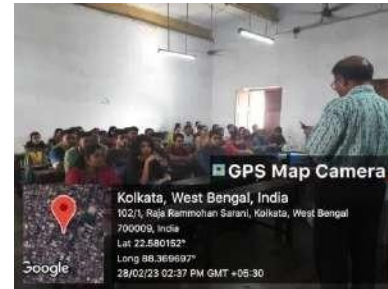 GPS Map Camera
Kolkata, West Bengal, India
102/1, Raja Rammohan Sarani, Kolkata, West Bengal
700009, India
Lat 22.580152°
Long 88.369697°
28/02/23 02:37 PM GMT +05:30
Google